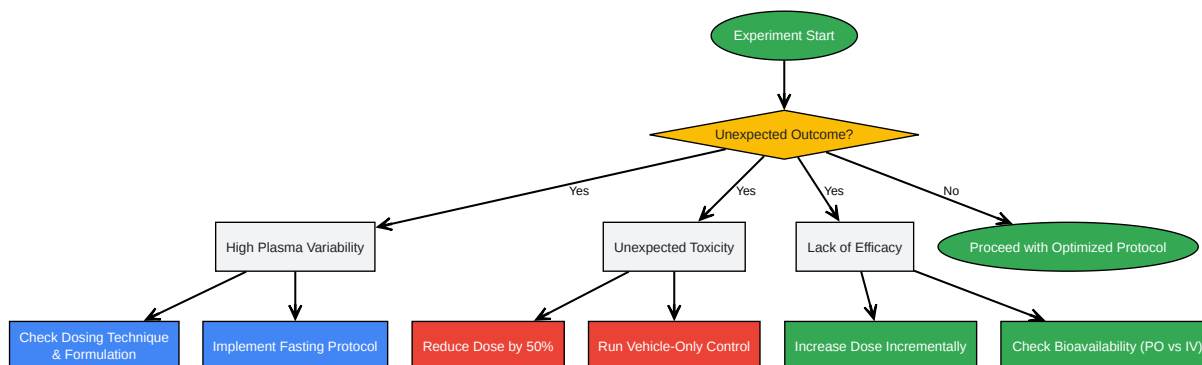 Experiment Start
Unexpected Outcome?
Yes
Yes
Yes
No
High Plasma Variability
Unexpected Toxicity
Lack of Efficacy
Proceed with Optimized Protocol
Check Dosing Technique
& Formulation
Implement Fasting Protocol
Reduce Dose by 50%
Run Vehicle-Only Control
Increase Dose Incrementally
Check Bioavailability (PO vs IV)